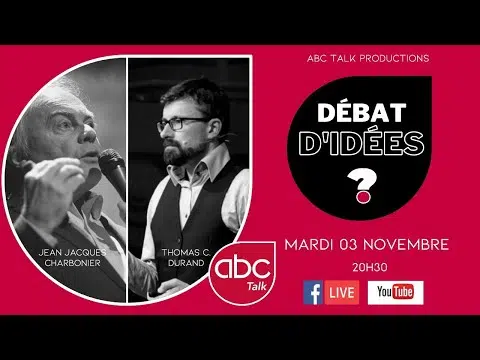 ABC TALK PRODUCTIONS
DÉBAT
D'IDÉES
?
JEAN JACQUES
CHARBONIER
THOMAS C.
DURAND
abc
Talk
MARDI 03 NOVEMBRE
20H30
f LIVE
YouTube